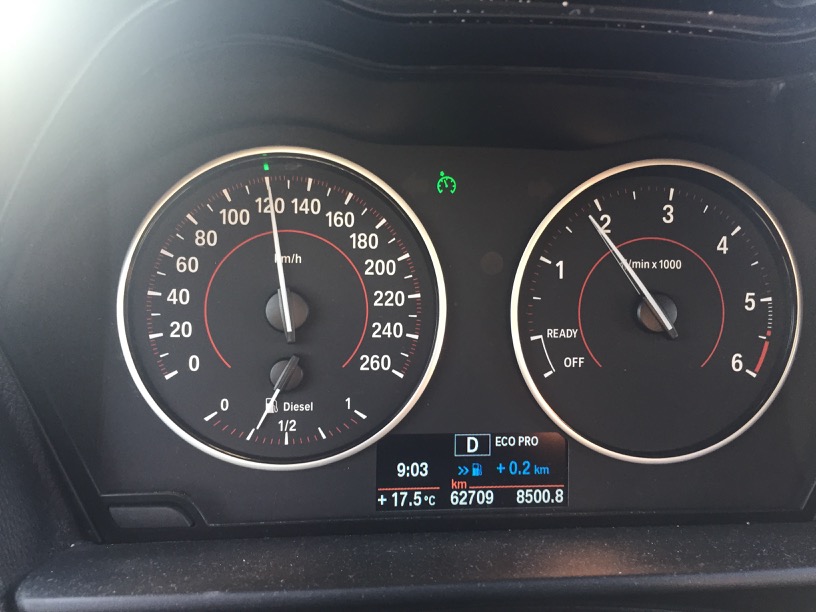 0
20
40
60
80
100
120
140
160
180
200
220
240
260
km/h
0
1/2
1
Diesel
OFF
READY
1
2
3
4
5
6
1/min x 1000
D ECO PRO
9:03 >> + 0.2 km
km
+ 17.5°C 62709 8500.8